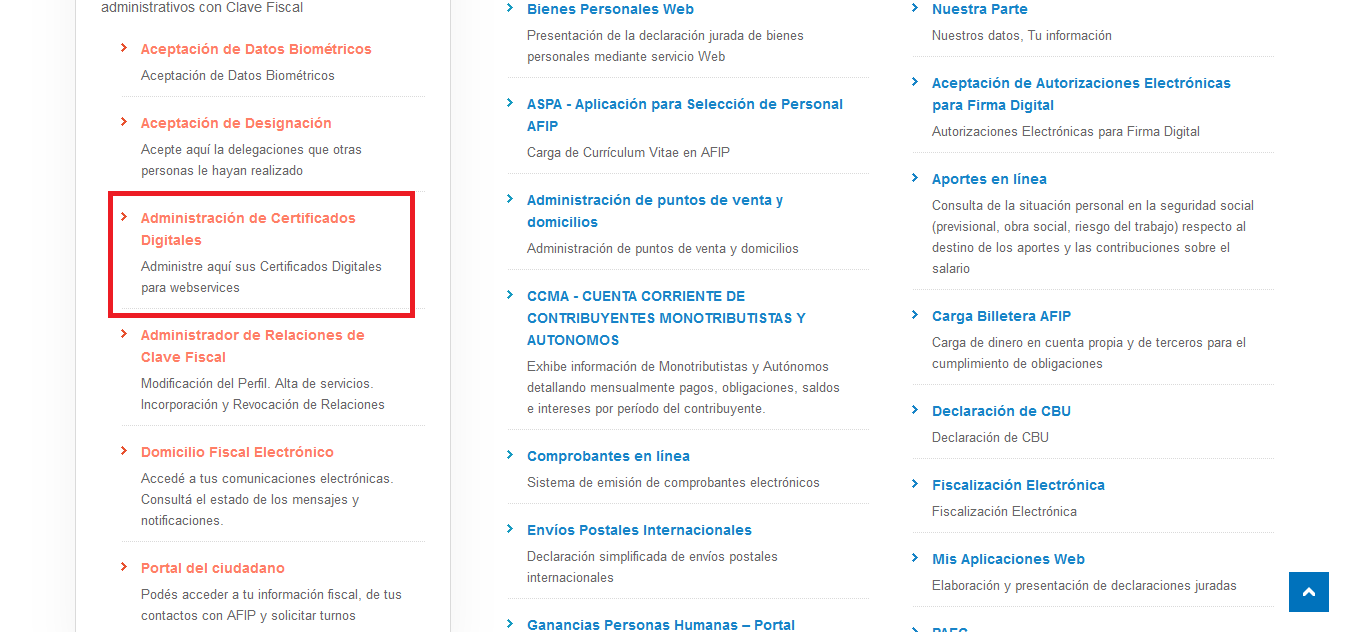 administrativos con Clave Fiscal
Aceptación de Datos Biométricos
Aceptación de Datos Biométricos
Aceptación de Designación
Acepte aquí la delegaciones que otras
personas le hayan realizado
Administración de Certificados
Digitales
Administre aquí sus Certificados Digitales
para webservices
Administrador de Relaciones de
Clave Fiscal
Modificación del Perfil. Alta de servicios.
Incorporación y Revocación de Relaciones
Domicilio Fiscal Electrónico
Accedé a tus comunicaciones electrónicas.
Consultá el estado de los mensajes y
notificaciones.
Portal del ciudadano
Podés acceder a tu información fiscal, de tus
contactos con AFIP y solicitar turnos
Bienes Personales Web
Presentación de la declaración jurada de bienes
personales mediante servicio Web
ASPA - Aplicación para Selección de Personal
AFIP
Carga de Currículum Vitae en AFIP
Administración de puntos de venta y
domicilios
Administración de puntos de venta y domicilios
CCMA - CUENTA CORRIENTE DE
CONTRIBUYENTES MONOTRIBUTISTAS Y
AUTONOMOS
Exhibe información de Monotributistas y Autónomos
detallando mensualmente pagos, obligaciones, saldos
e intereses por período del contribuyente.
Comprobantes en línea
Sistema de emisión de comprobantes electrónicos
Envíos Postales Internacionales
Declaración simplificada de envíos postales
internacionales
Ganancias Personas Humanas – Portal
Nuestra Parte
Nuestros datos, Tu información
Aceptación de Autorizaciones Electrónicas
para Firma Digital
Autorizaciones Electrónicas para Firma Digital
Aportes en línea
Consulta de la situación personal en la seguridad social
(previsional, obra social, riesgo del trabajo) respecto al
destino de los aportes y las contribuciones sobre el
salario
Carga Billetera AFIP
Carga de dinero en cuenta propia y de terceros para el
cumplimiento de obligaciones
Declaración de CBU
Declaración de CBU
Fiscalización Electrónica
Fiscalización Electrónica
Mis Aplicaciones Web
Elaboración y presentación de declaraciones juradas